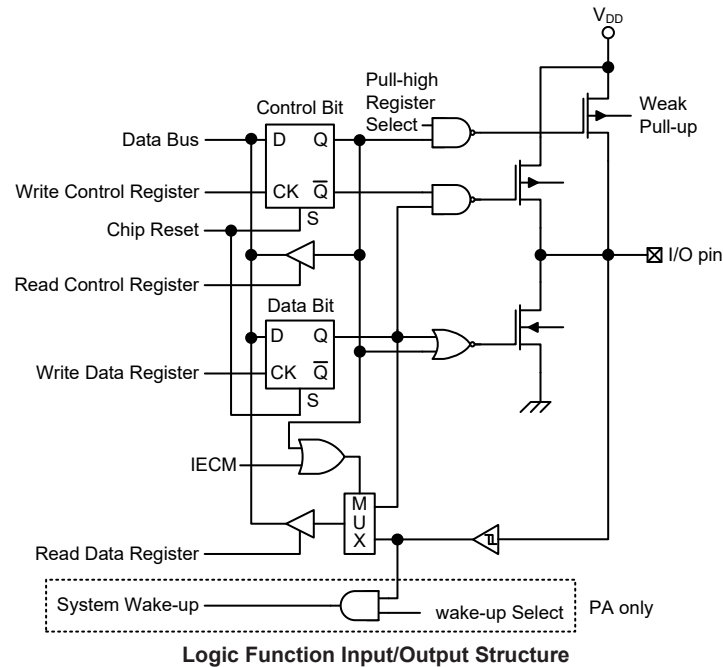 V_DD
Pull-high
Register
Select
Control Bit
Weak
Pull-up
Data Bus
D Q
Write Control Register
CK Q̅
S
Chip Reset
I/O pin
Read Control Register
Data Bit
D Q
Write Data Register
CK Q̅
S
IECM
M
U
X
Read Data Register
System Wake-up
wake-up Select
PA only
Logic Function Input/Output Structure